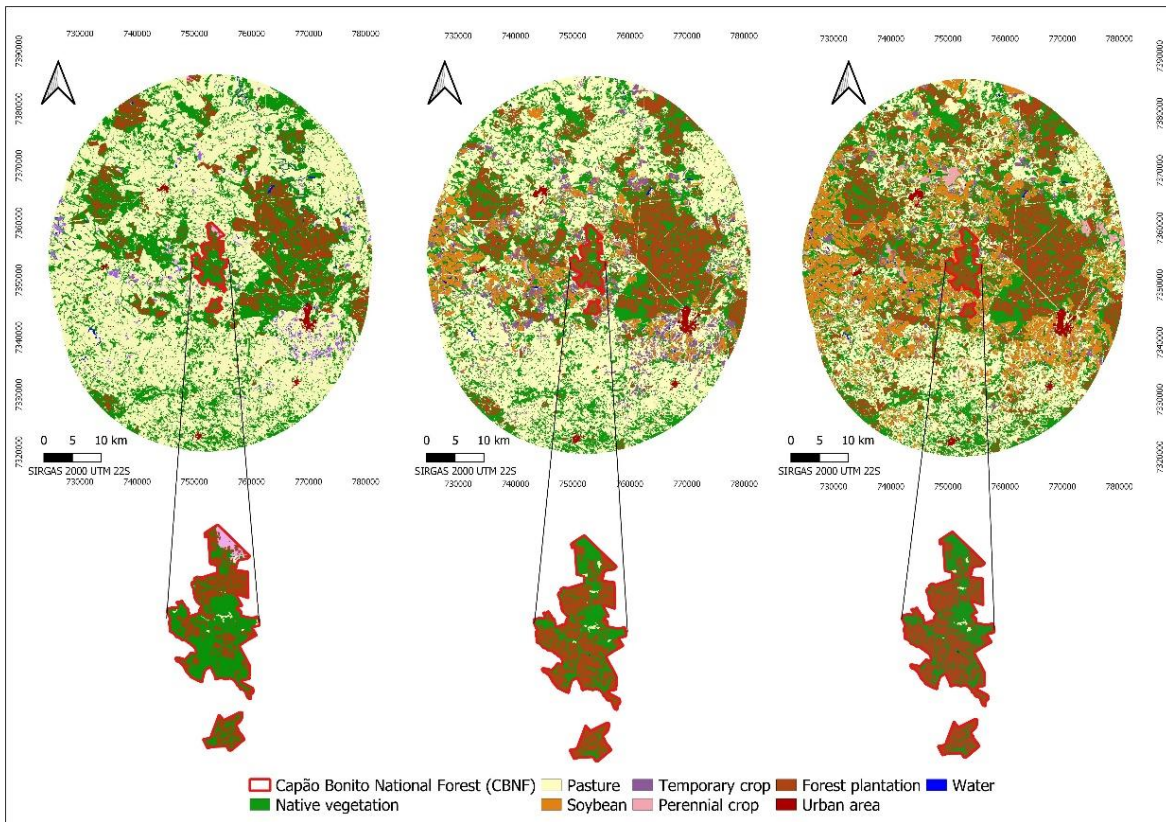 730000 740000 750000 760000 770000 780000
730000 740000 750000 760000 770000 780000
730000 740000 750000 760000 770000 780000
7390000
7380000
7370000
7360000
7350000
7340000
7330000
7320000
7390000
7380000
7370000
7360000
7350000
7340000
7330000
7320000
0 5 10 km
SIRGAS 2000 UTM 22S
0 5 10 km
SIRGAS 2000 UTM 22S
0 5 10 km
SIRGAS 2000 UTM 22S
730000 740000 750000 760000 770000 780000
730000 740000 750000 760000 770000 780000
730000 740000 750000 760000 770000 780000
Capão Bonito National Forest (CBNF) Pasture Temporary crop Forest plantation Water
Native vegetation Soybean Perennial crop Urban area